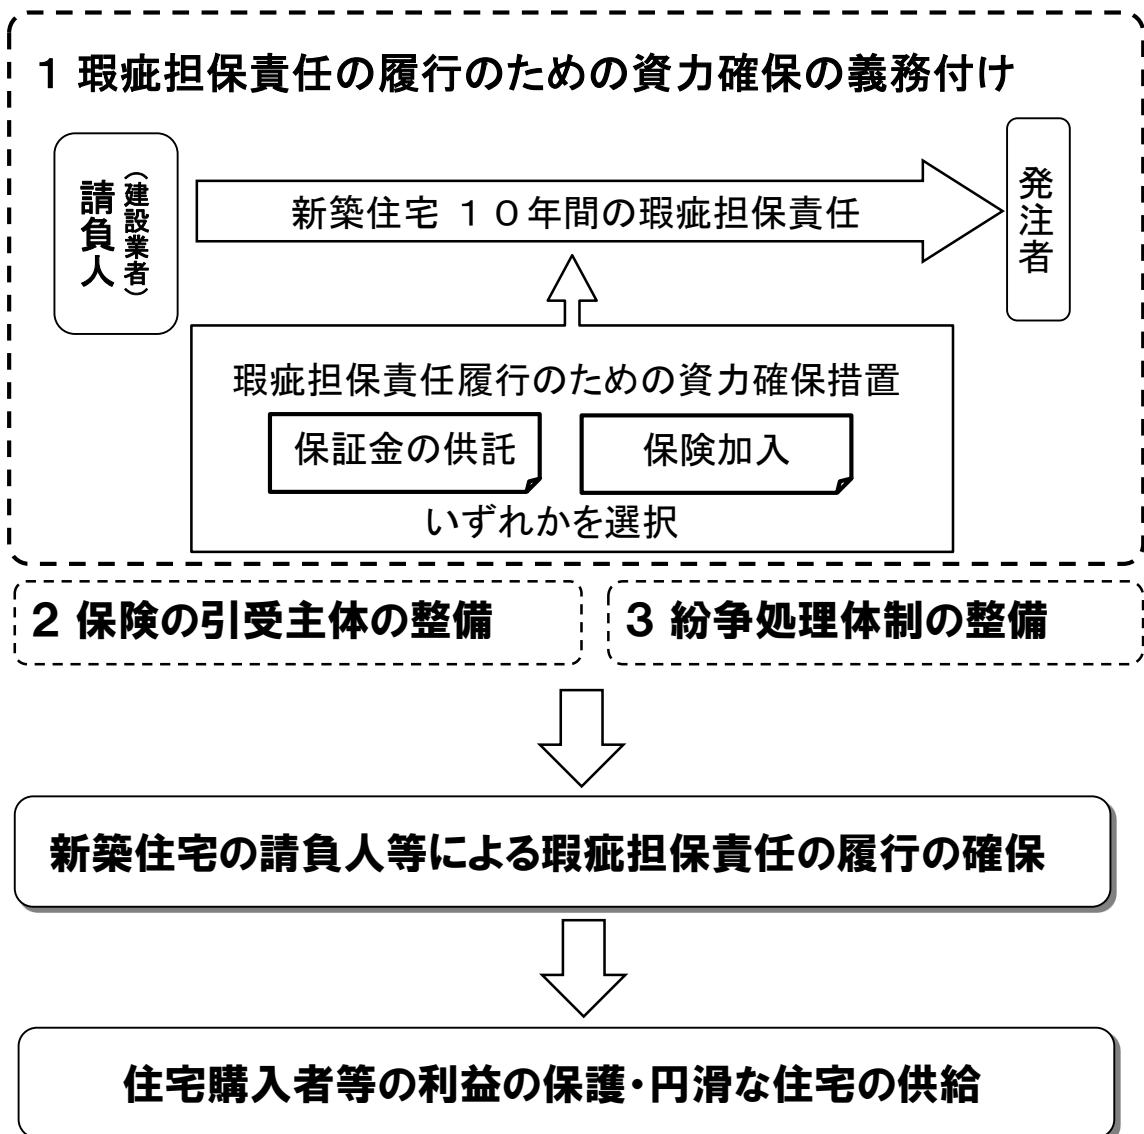 1 瑕疵担保責任の履行のための資力確保の義務付け
請負人
（建設業者）
新築住宅 10年間の瑕疵担保責任
発注者
瑕疵担保責任履行のための資力確保措置
保証金の供託
保険加入
いずれかを選択
2 保険の引受主体の整備
3 紛争処理体制の整備
新築住宅の請負人等による瑕疵担保責任の履行の確保
住宅購入者等の利益の保護・円滑な住宅の供給